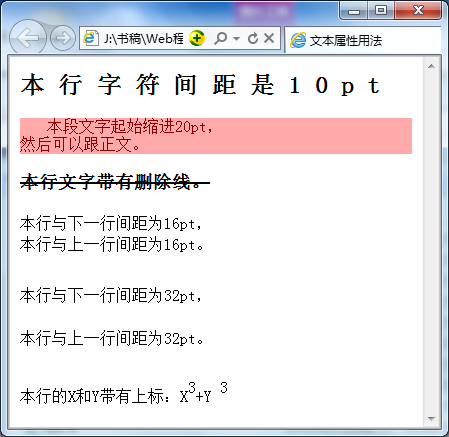 J:\书稿\Web程
文本属性用法
本行字符间距是10pt
本段文字起始缩进20pt,
然后可以跟正文。
本行文字带有删除线。
本行与下一行间距为16pt,
本行与上一行间距为16pt。
本行与下一行间距为32pt,
本行与上一行间距为32pt。
本行的X和Y带有上标：X³+Y ³